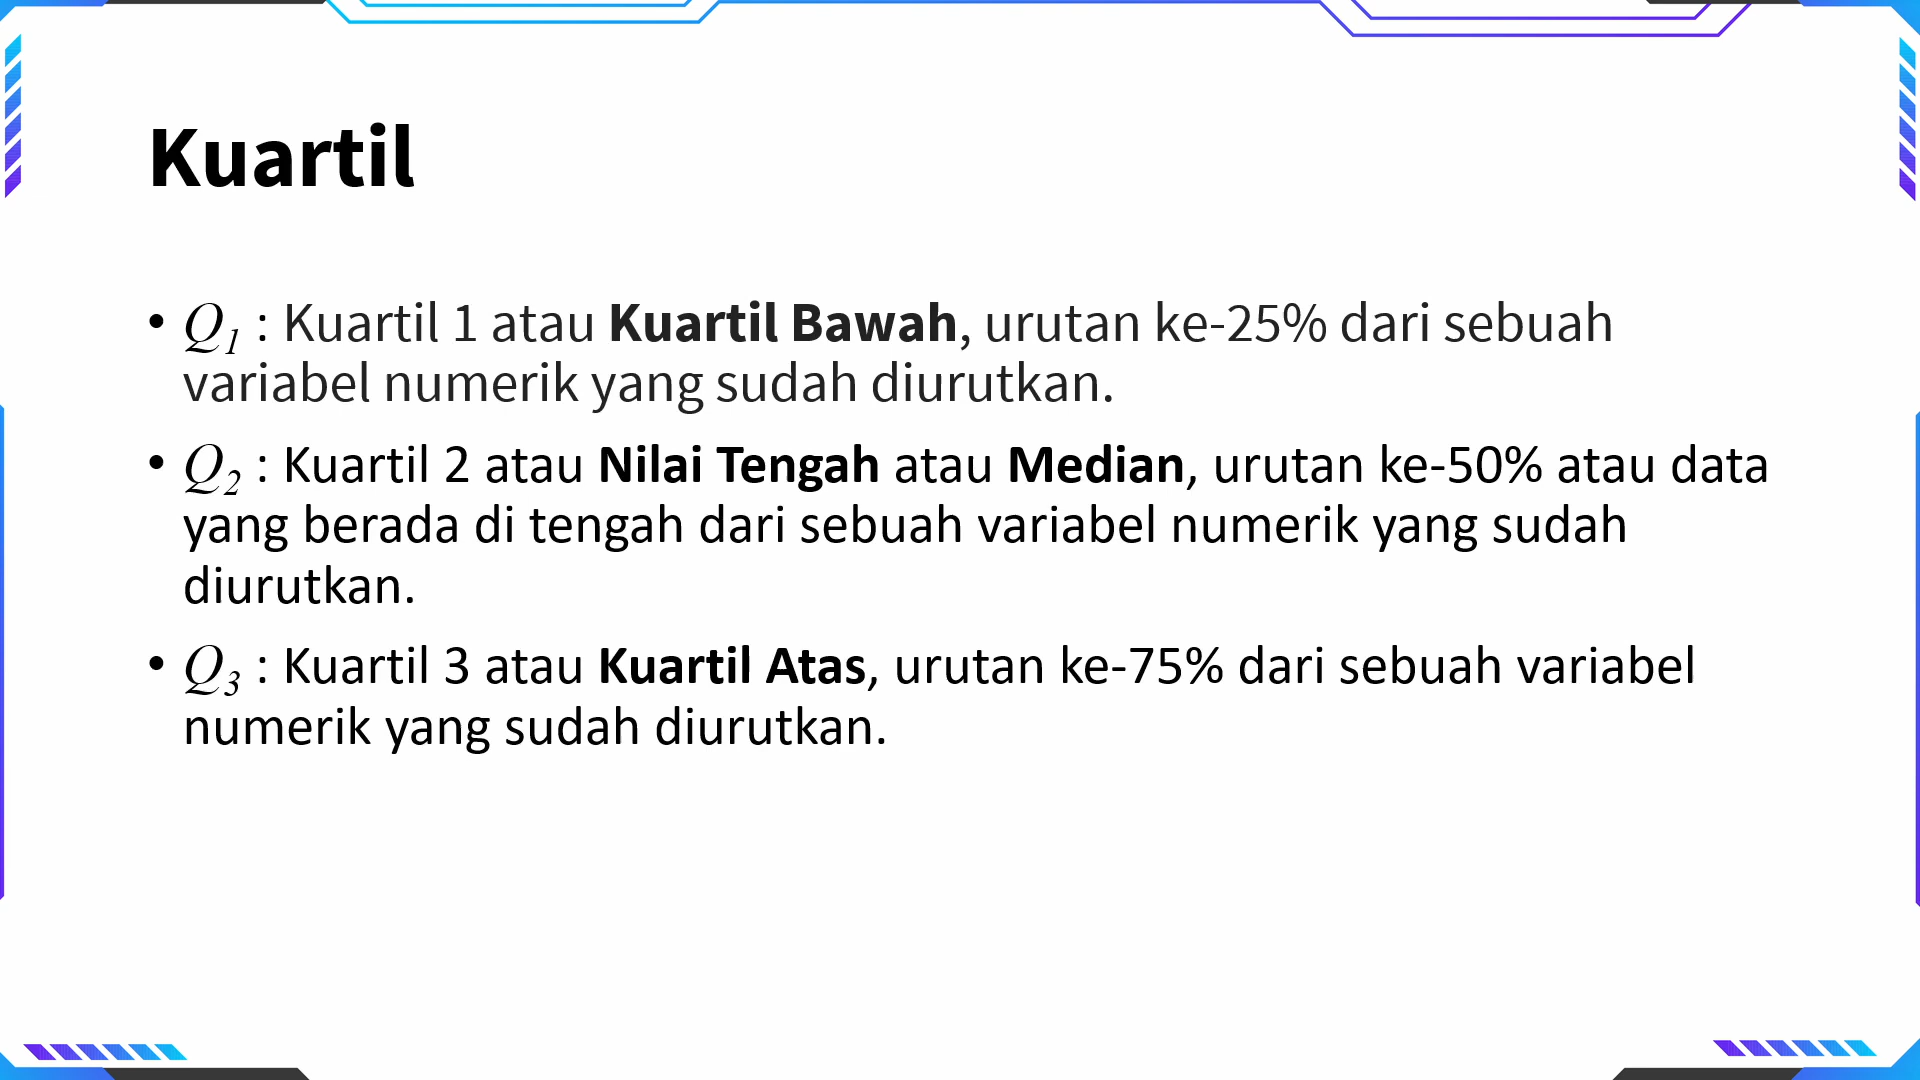 Kuartil
• Q₁ : Kuartil 1 atau Kuartil Bawah, urutan ke-25% dari sebuah
variabel numerik yang sudah diurutkan.
• Q₂ : Kuartil 2 atau Nilai Tengah atau Median, urutan ke-50% atau data
yang berada di tengah dari sebuah variabel numerik yang sudah
diurutkan.
• Q₃ : Kuartil 3 atau Kuartil Atas, urutan ke-75% dari sebuah variabel
numerik yang sudah diurutkan.